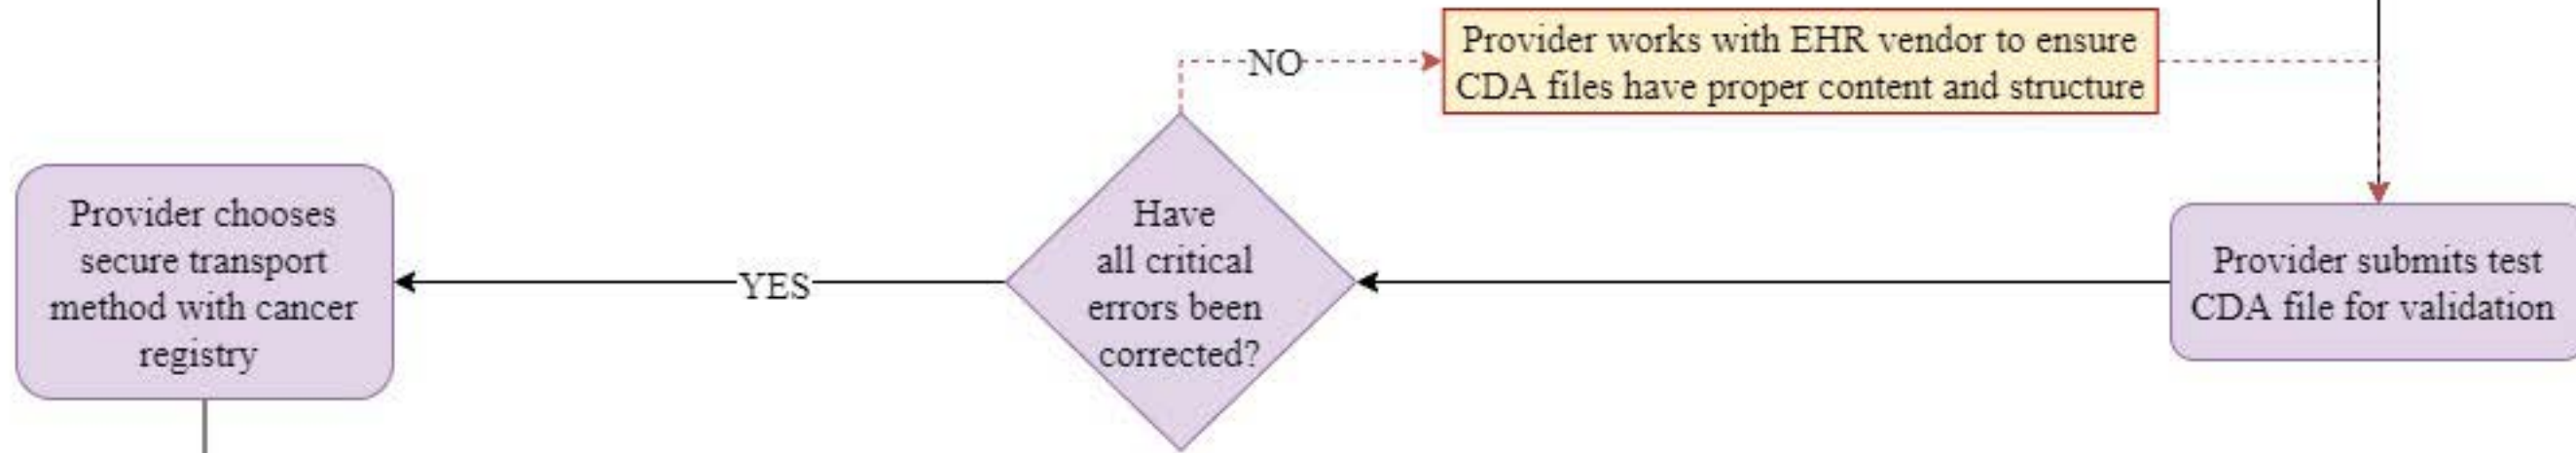 NO
Provider works with EHR vendor to ensure
CDA files have proper content and structure
Provider chooses
secure transport
method with cancer
registry
YES
Have
all critical
errors been
corrected?
Provider submits test
CDA file for validation